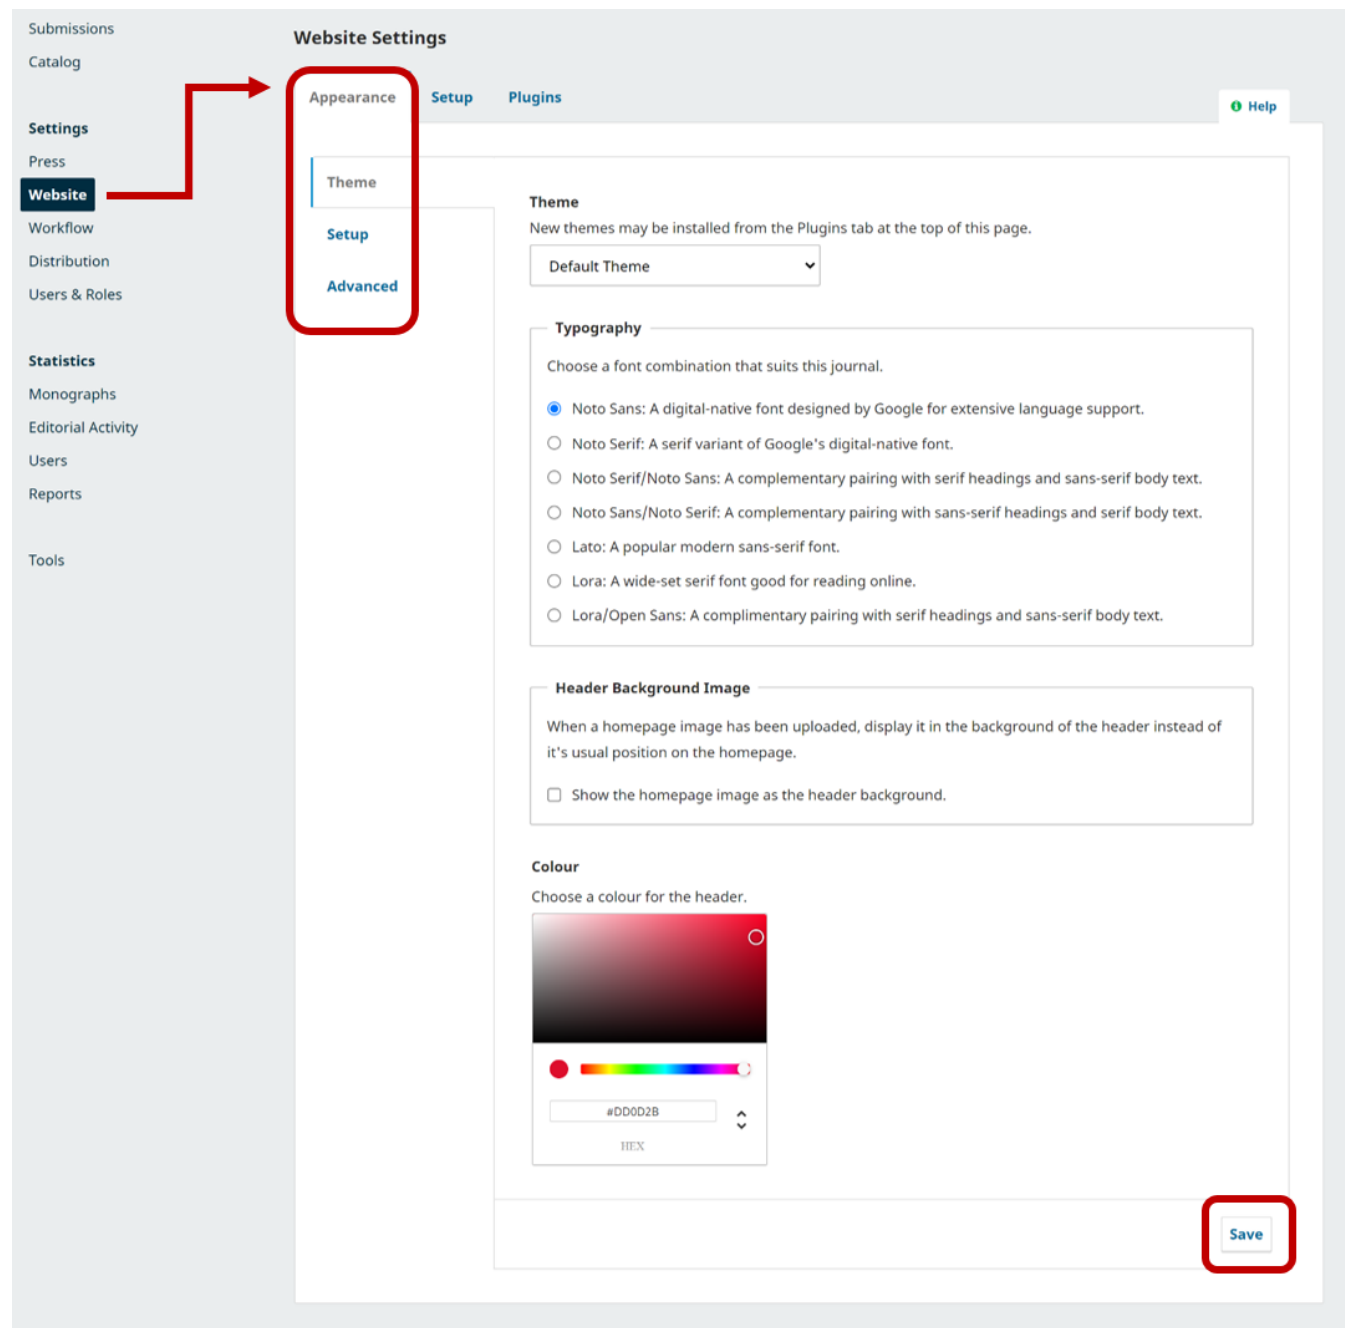 Submissions
Catalog
Settings
Press
Website
Workflow
Distribution
Users & Roles
Statistics
Monographs
Editorial Activity
Users
Reports
Tools
Website Settings
Appearance
Setup
Plugins
Help
Theme
Setup
Advanced
Theme
New themes may be installed from the Plugins tab at the top of this page.
Default Theme
Typography
Choose a font combination that suits this journal.
Noto Sans: A digital-native font designed by Google for extensive language support.
Noto Serif: A serif variant of Google's digital-native font.
Noto Serif/Noto Sans: A complementary pairing with serif headings and sans-serif body text.
Noto Sans/Noto Serif: A complementary pairing with sans-serif headings and serif body text.
Lato: A popular modern sans-serif font.
Lora: A wide-set serif font good for reading online.
Lora/Open Sans: A complimentary pairing with serif headings and sans-serif body text.
Header Background Image
When a homepage image has been uploaded, display it in the background of the header instead of
it's usual position on the homepage.
Show the homepage image as the header background.
Colour
Choose a colour for the header.
#DD0D2B
HEX
Save